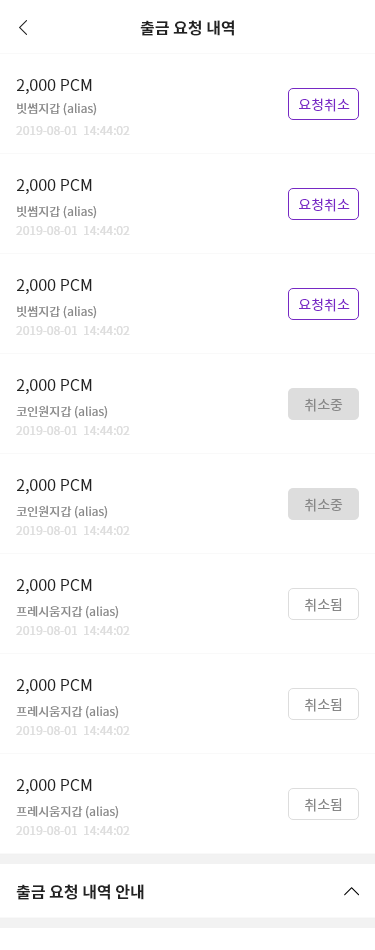 출금 요청 내역
2,000 PCM
빗썸지갑 (alias)
요청취소
2019-08-01 14:44:02
2,000 PCM
빗썸지갑 (alias)
요청취소
2019-08-01 14:44:02
2,000 PCM
빗썸지갑 (alias)
요청취소
2019-08-01 14:44:02
2,000 PCM
코인원지갑 (alias)
취소중
2019-08-01 14:44:02
2,000 PCM
코인원지갑 (alias)
취소중
2019-08-01 14:44:02
2,000 PCM
프레시움지갑 (alias)
취소됨
2019-08-01 14:44:02
2,000 PCM
프레시움지갑 (alias)
취소됨
2019-08-01 14:44:02
2,000 PCM
프레시움지갑 (alias)
취소됨
2019-08-01 14:44:02
출금 요청 내역 안내